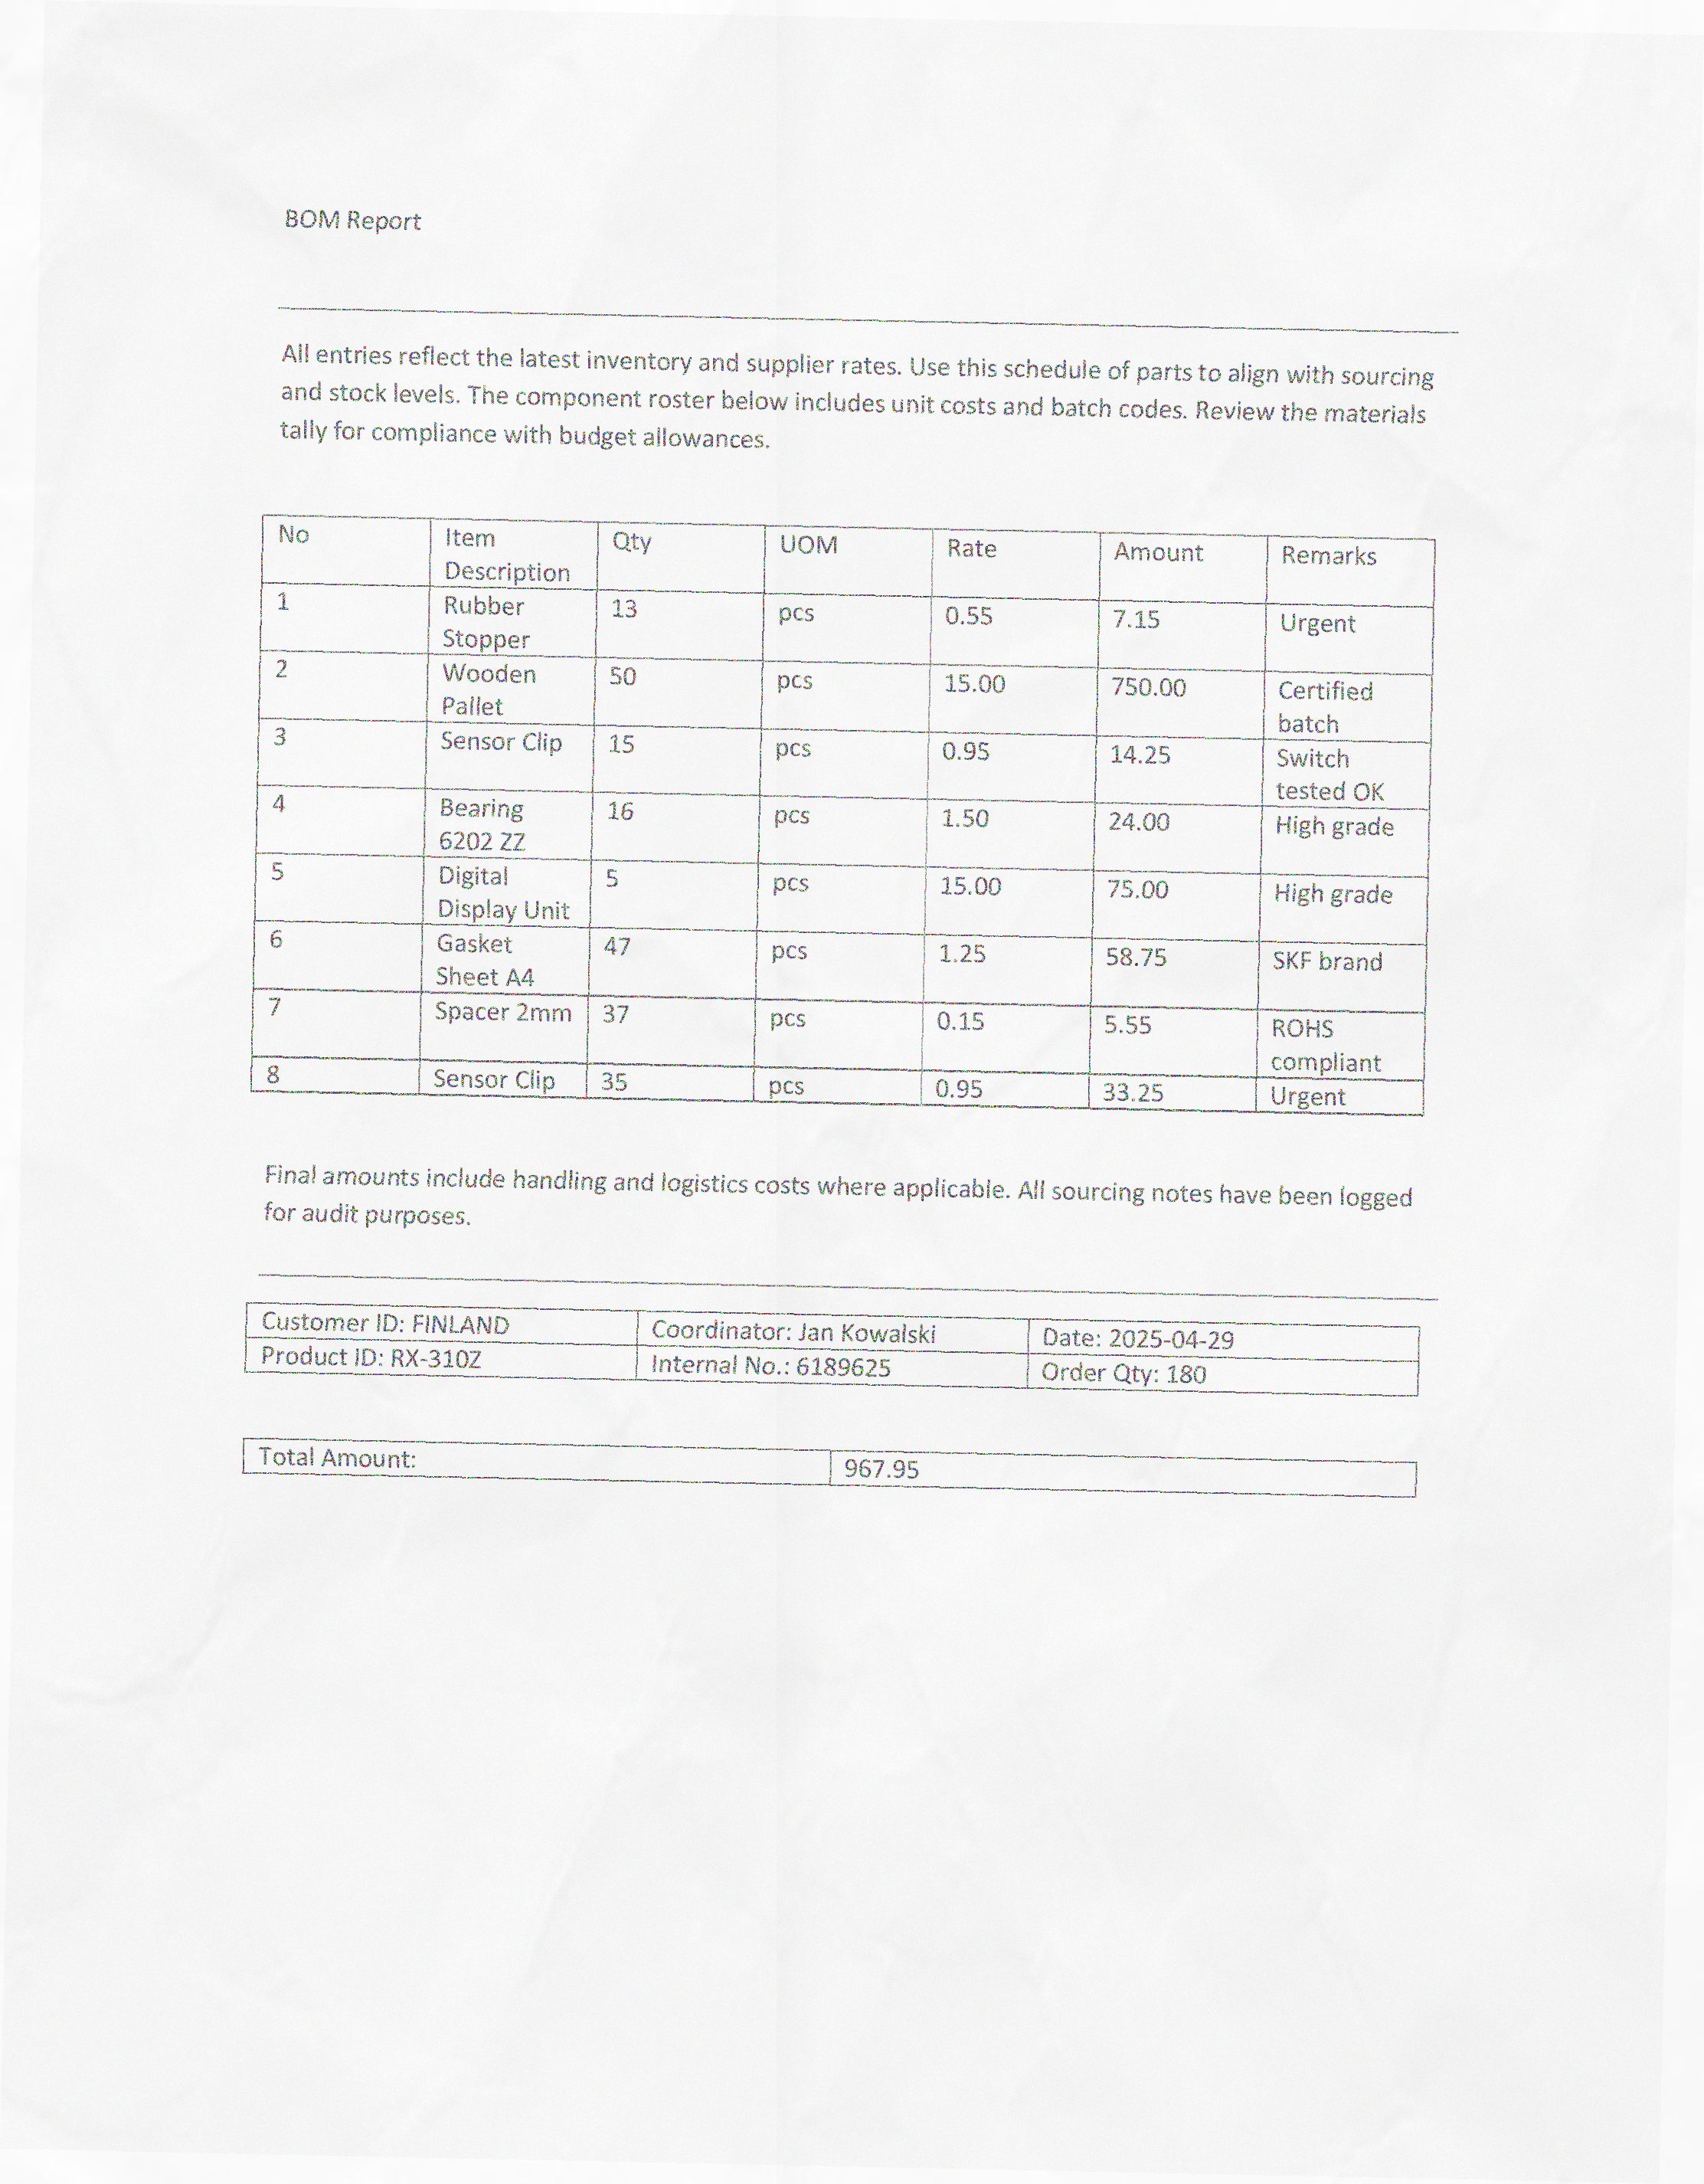 BOM Report
All entries reflect the latest inventory and supplier rates. Use this schedule of parts to align with sourcing
and stock levels. The component roster below includes unit costs and batch codes. Review the materials
tally for compliance with budget allowances.
No Item Description Qty UOM Rate Amount Remarks
1 Rubber Stopper 13 pcs 0.55 7.15 Urgent
2 Wooden Pallet 50 pcs 15.00 750.00 Certified batch
3 Sensor Clip 15 pcs 0.95 14.25 Switch tested OK
4 Bearing 6202 ZZ 16 pcs 1.50 24.00 High grade
5 Digital Display Unit 5 pcs 15.00 75.00 High grade
6 Gasket Sheet A4 47 pcs 1.25 58.75 SKF brand
7 Spacer 2mm 37 pcs 0.15 5.55 ROHS compliant
8 Sensor Clip 35 pcs 0.95 33.25 Urgent
Final amounts include handling and logistics costs where applicable. All sourcing notes have been logged
for audit purposes.
Customer ID: FINLAND Coordinator: Jan Kowalski Date: 2025-04-29
Product ID: RX-310Z Internal No.: 6189625 Order Qty: 180
Total Amount: 967.95